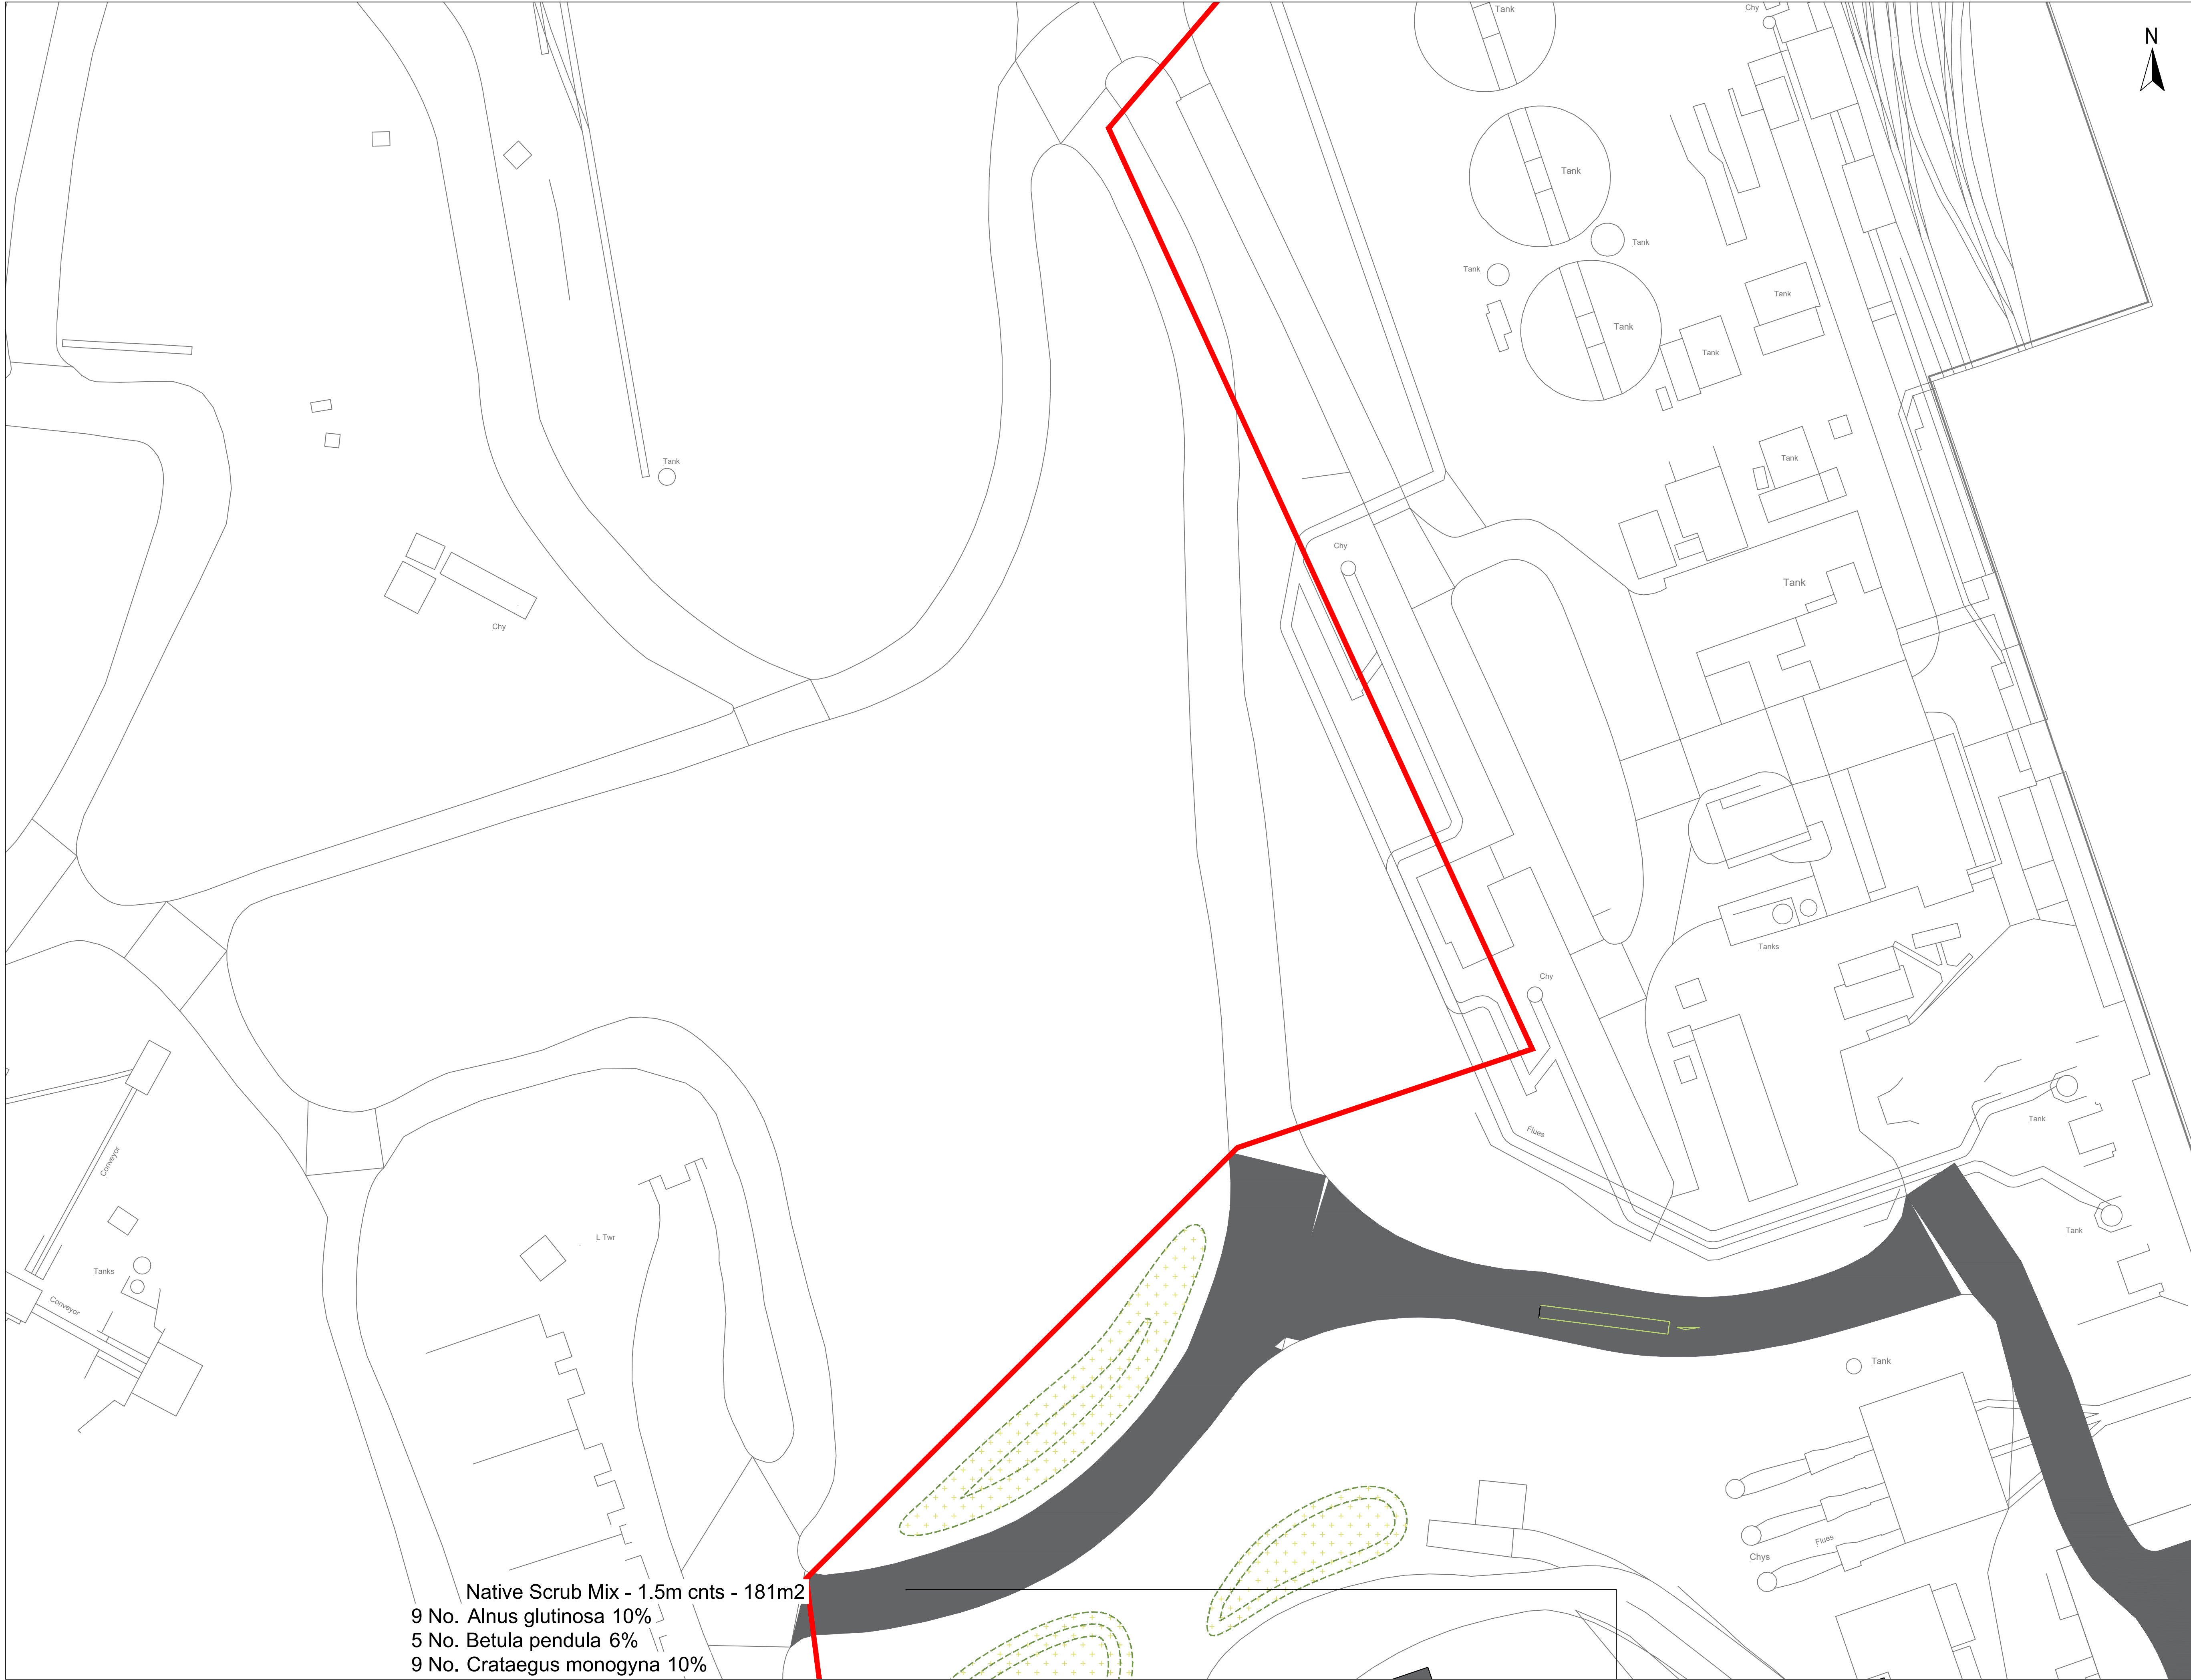 Tank
Chy
N
Tank
Tank
Tank
Tank
Tank
Tank
Tank
Tank
Chy
Tank
Chy
Tanks
Chy
Tank
Flues
Conveyor
Tank
L Twr
Tanks
Conveyor
Tank
Flues
Chys
Native Scrub Mix - 1.5m cnts - 181m2
9 No. Alnus glutinosa 10%
5 No. Betula pendula 6%
9 No. Crataegus monogyna 10%